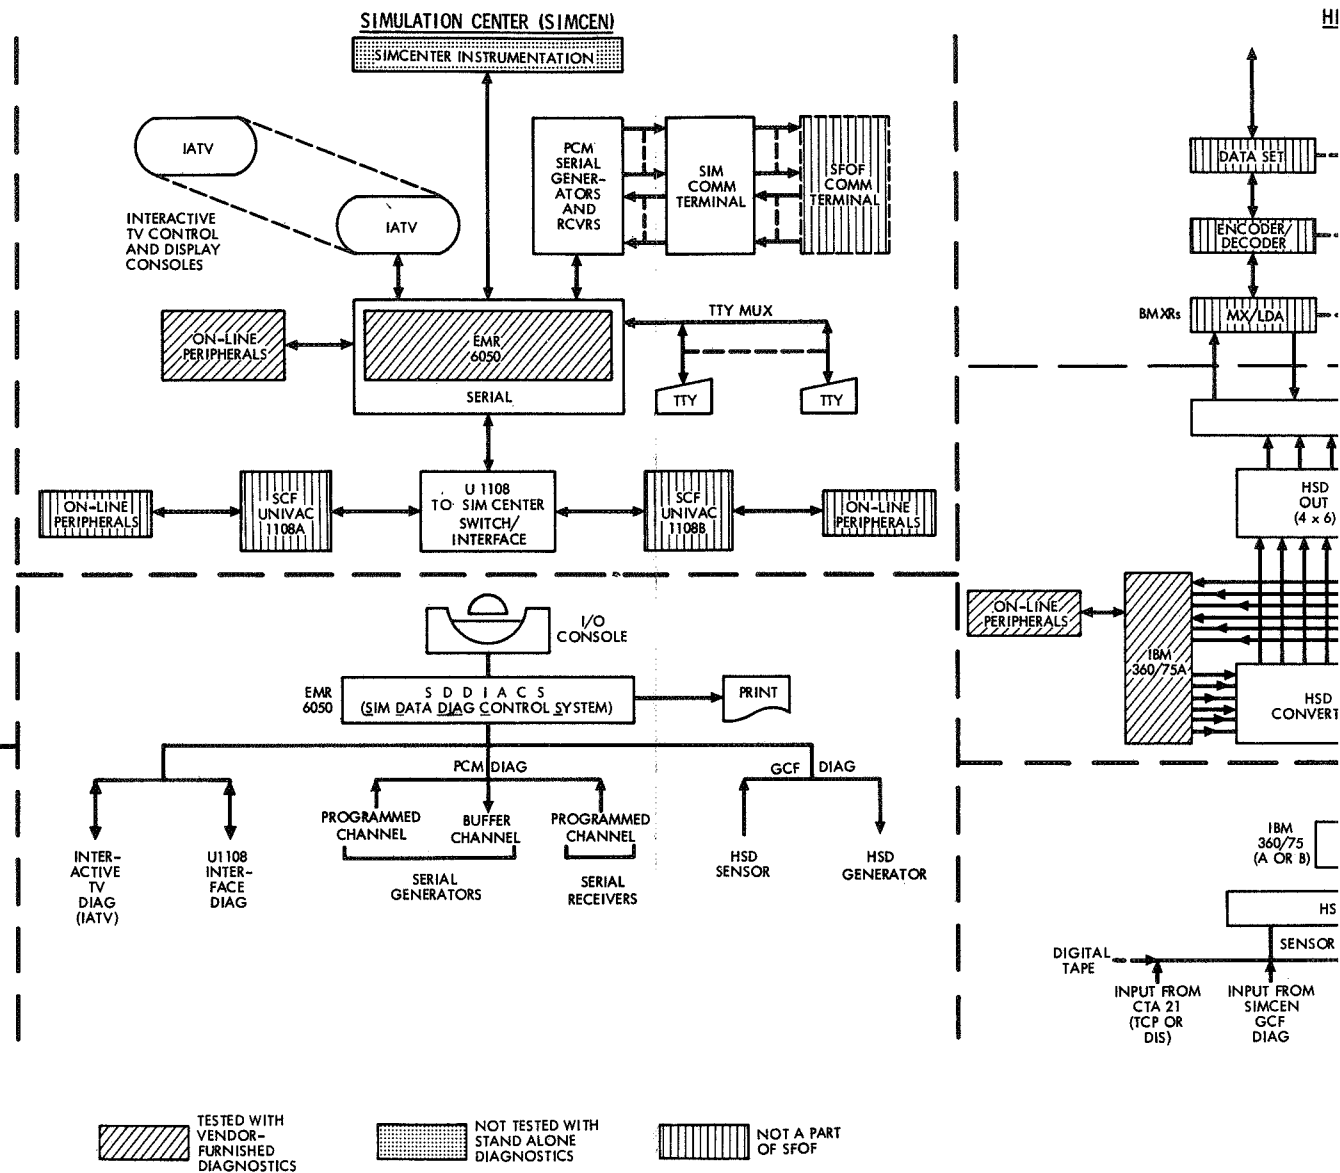 SIMULATION CENTER (SIMCEN)
SIMCENTER INSTRUMENTATION
IATV
IATV
INTERACTIVE
TV CONTROL
AND DISPLAY
CONSOLES
PCM
SERIAL
GENER-
ATORS
AND
RCVRS
SIM
COMM
TERMINAL
SFOF
COMM
TERMINAL
ON-LINE
PERIPHERALS
EMR
6050
SERIAL
TTY MUX
TTY
TTY
ON-LINE
PERIPHERALS
SCF
UNIVAC
1108A
U 1108
TO SIM CENTER
SWITCH/
INTERFACE
SCF
UNIVAC
1108B
ON-LINE
PERIPHERALS
I/O
CONSOLE
EMR
6050
S D D I A C S
(SIM DATA DIAG CONTROL SYSTEM)
PRINT
PCM DIAG
GCF DIAG
INTER-
ACTIVE
TV
DIAG
(IATV)
U1108
INTER-
FACE
DIAG
PROGRAMMED
CHANNEL
BUFFER
CHANNEL
PROGRAMMED
CHANNEL
SERIAL
GENERATORS
SERIAL
RECEIVERS
HSD
SENSOR
HSD
GENERATOR
DATA SET
ENCODER/
DECODER
BMXRs
MX/LDA
HSD
OUT
(4 x 6)
ON-LINE
PERIPHERALS
IBM
360/75A
HSD
CONVERT
IBM
360/75
(A OR B)
HS
SENSOR
DIGITAL
TAPE
INPUT FROM
CTA 21
(TCP OR
DIS)
INPUT FROM
SIMCEN
GCF
DIAG
TESTED WITH
VENDOR-
FURNISHED
DIAGNOSTICS
NOT TESTED WITH
STAND ALONE
DIAGNOSTICS
NOT A PART
OF SFOF